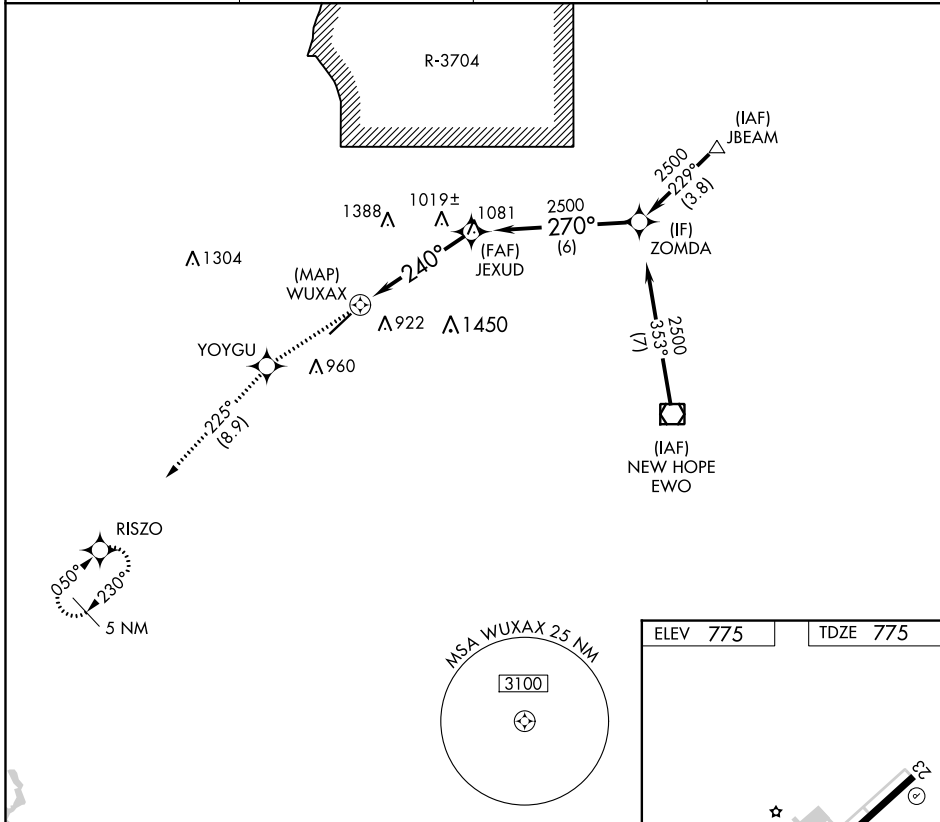 R-3704
(IAF)
JBEAM
2500
229°
(3.8)
1388
1019±
1081
2500
270°
(6)
(IF)
ZOMDA
(FAF)
JEXUD
1304
240°
(MAP)
WUXAX
922
1450
YOYGU
960
2500
353°
(7)
225°
(8.9)
(IAF)
NEW HOPE
EWO
RISZO
050°
230°
5 NM
MSA WUXAX 25 NM
3100
ELEV 775
TDZE 775
23